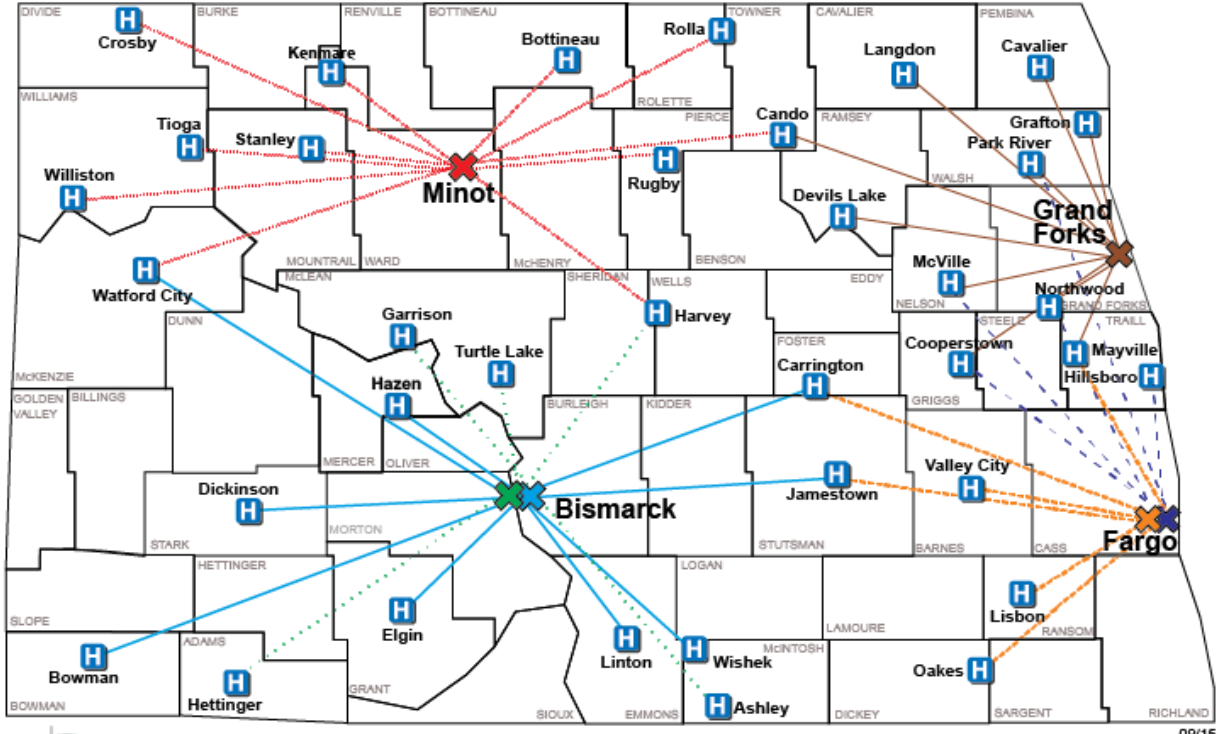 DIVIDE
BURKE
RENVILLE
BOTTINEAU
TOWNER
CAVALIER
PEMBINA
H
Crosby
Kenmare
H
Bottineau
H
Rolla
H
Langdon
H
Cavalier
H
WILLIAMS
ROLETTE
PIERCE
RAMSEY
Tioga
H
Stanley
H
Cando
H
Grafton
H
Park River
H
Williston
H
Minot
Rugby
H
WALSH
Devils Lake
H
Grand
Forks
MOUNTRAIL
WARD
McHENRY
BENSON
EDDY
McLEAN
SHERIDAN
WELLS
McVille
H
NELSON
Northwood
H
GRAND FORKS
Watford City
H
DUNN
Garrison
H
Harvey
H
STEELE
TRAILL
Turtle Lake
H
FOSTER
Carrington
H
Cooperstown
H
Mayville
H
Hillsboro
H
McKENZIE
GOLDEN
VALLEY
BILLINGS
Hazen
H
BURLEIGH
KIDDER
GRIGGS
MERCER
OLIVER
Dickinson
H
Bismarck
Jamestown
H
Valley City
H
MORTON
STARK
STUTSMAN
BARNES
CASS
Fargo
HETTINGER
LOGAN
SLOPE
Elgin
H
Lisbon
H
LAMOURE
RANSOM
ADAMS
Linton
H
Wishek
H
McINTOSH
Bowman
H
Oakes
H
Hettinger
H
GRANT
Ashley
H
BOWMAN
SIOUX
EMMONS
DICKEY
SARGENT
RICHLAND
09/15